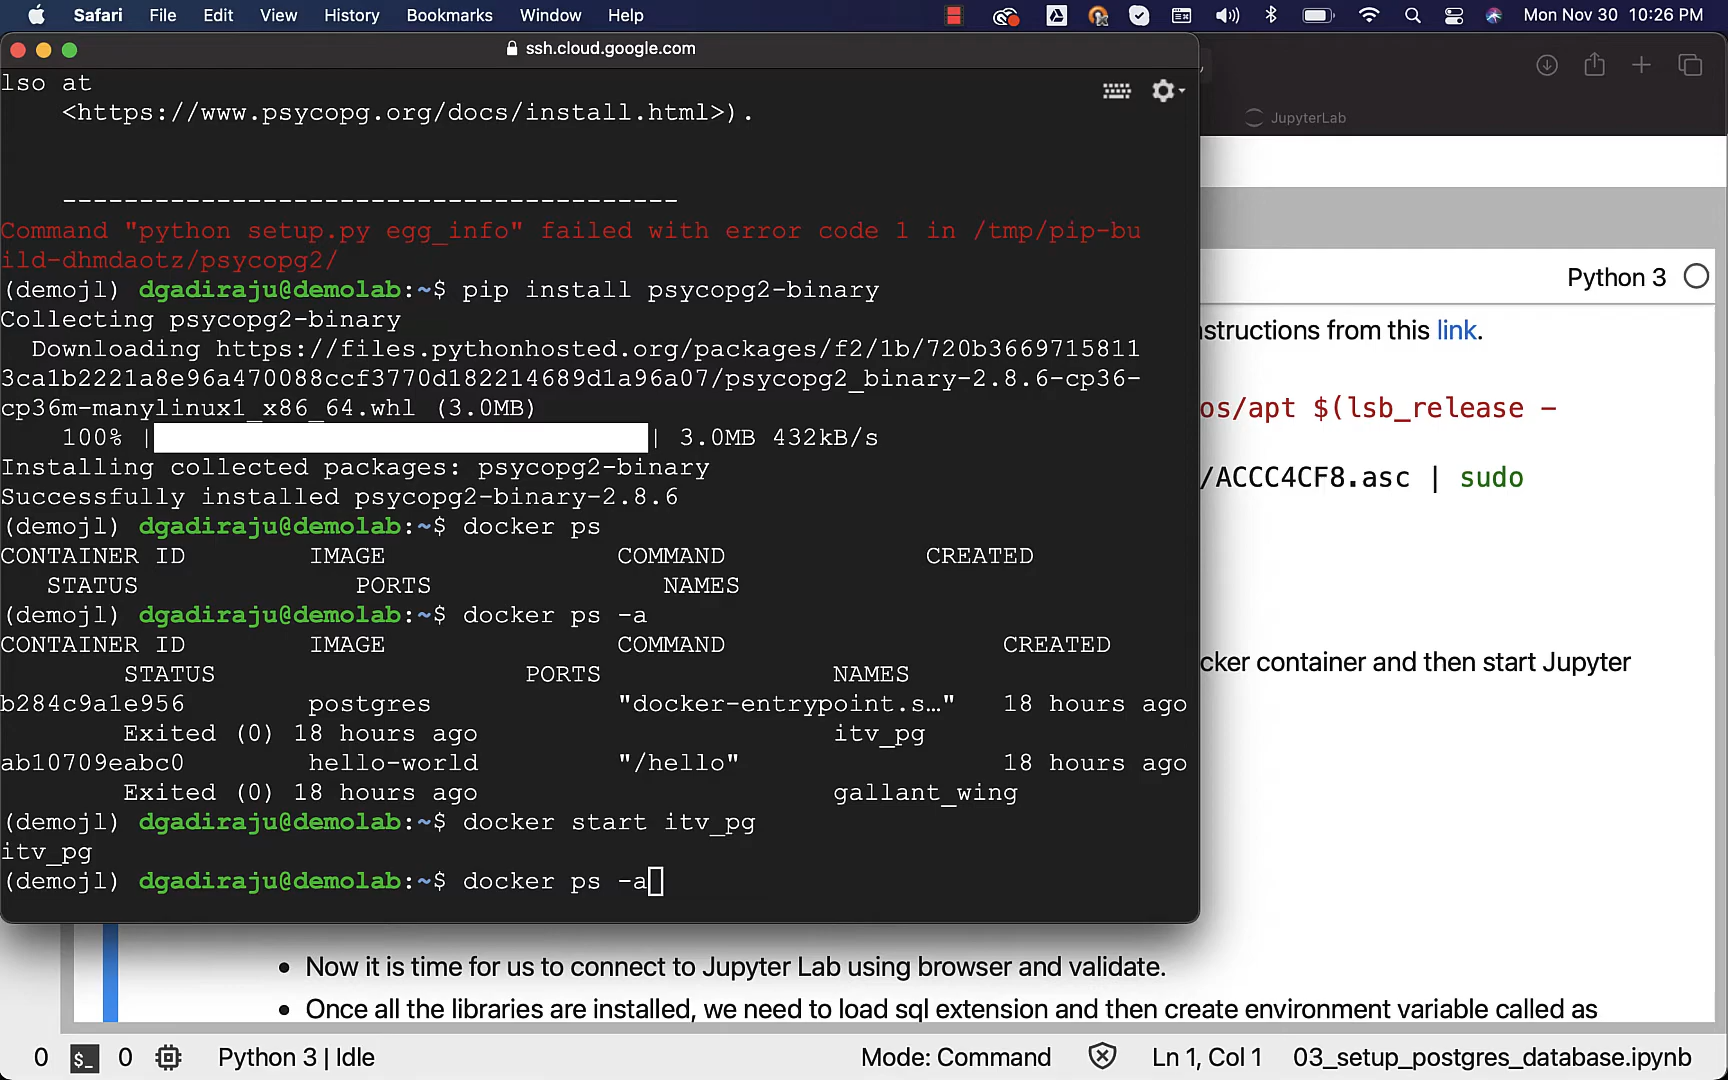 Safari File Edit View History Bookmarks Window Help Mon Nov 30 10:26 PM
ssh.cloud.google.com
lso at
<https://www.psycopg.org/docs/install.html>).
----------------------------------------
Command "python setup.py egg_info" failed with error code 1 in /tmp/pip-bu
ild-dhmdaotz/psycopg2/
(demojl) dgadiraju@demolab:~$ pip install psycopg2-binary
Collecting psycopg2-binary
Downloading https://files.pythonhosted.org/packages/f2/1b/720b3669715811
3ca1b2221a8e96a470088ccf3770d182214689d1a96a07/psycopg2_binary-2.8.6-cp36-
cp36m-manylinux1_x86_64.whl (3.0MB)
100% | | 3.0MB 432kB/s
Installing collected packages: psycopg2-binary
Successfully installed psycopg2-binary-2.8.6
(demojl) dgadiraju@demolab:~$ docker ps
CONTAINER ID IMAGE COMMAND CREATED
STATUS PORTS NAMES
(demojl) dgadiraju@demolab:~$ docker ps -a
CONTAINER ID IMAGE COMMAND CREATED
STATUS PORTS NAMES
b284c9a1e956 postgres "docker-entrypoint.s…" 18 hours ago
Exited (0) 18 hours ago itv_pg
ab10709eabc0 hello-world "/hello" 18 hours ago
Exited (0) 18 hours ago gallant_wing
(demojl) dgadiraju@demolab:~$ docker start itv_pg
itv_pg
(demojl) dgadiraju@demolab:~$ docker ps -a
JupyterLab
Python 3
structions from this link.
os/apt $(lsb_release -
/ACCC4CF8.asc | sudo
cker container and then start Jupyter
• Now it is time for us to connect to Jupyter Lab using browser and validate.
• Once all the libraries are installed, we need to load sql extension and then create environment variable called as
0 $_ 0 Python 3 | Idle Mode: Command Ln 1, Col 1 03_setup_postgres_database.ipynb